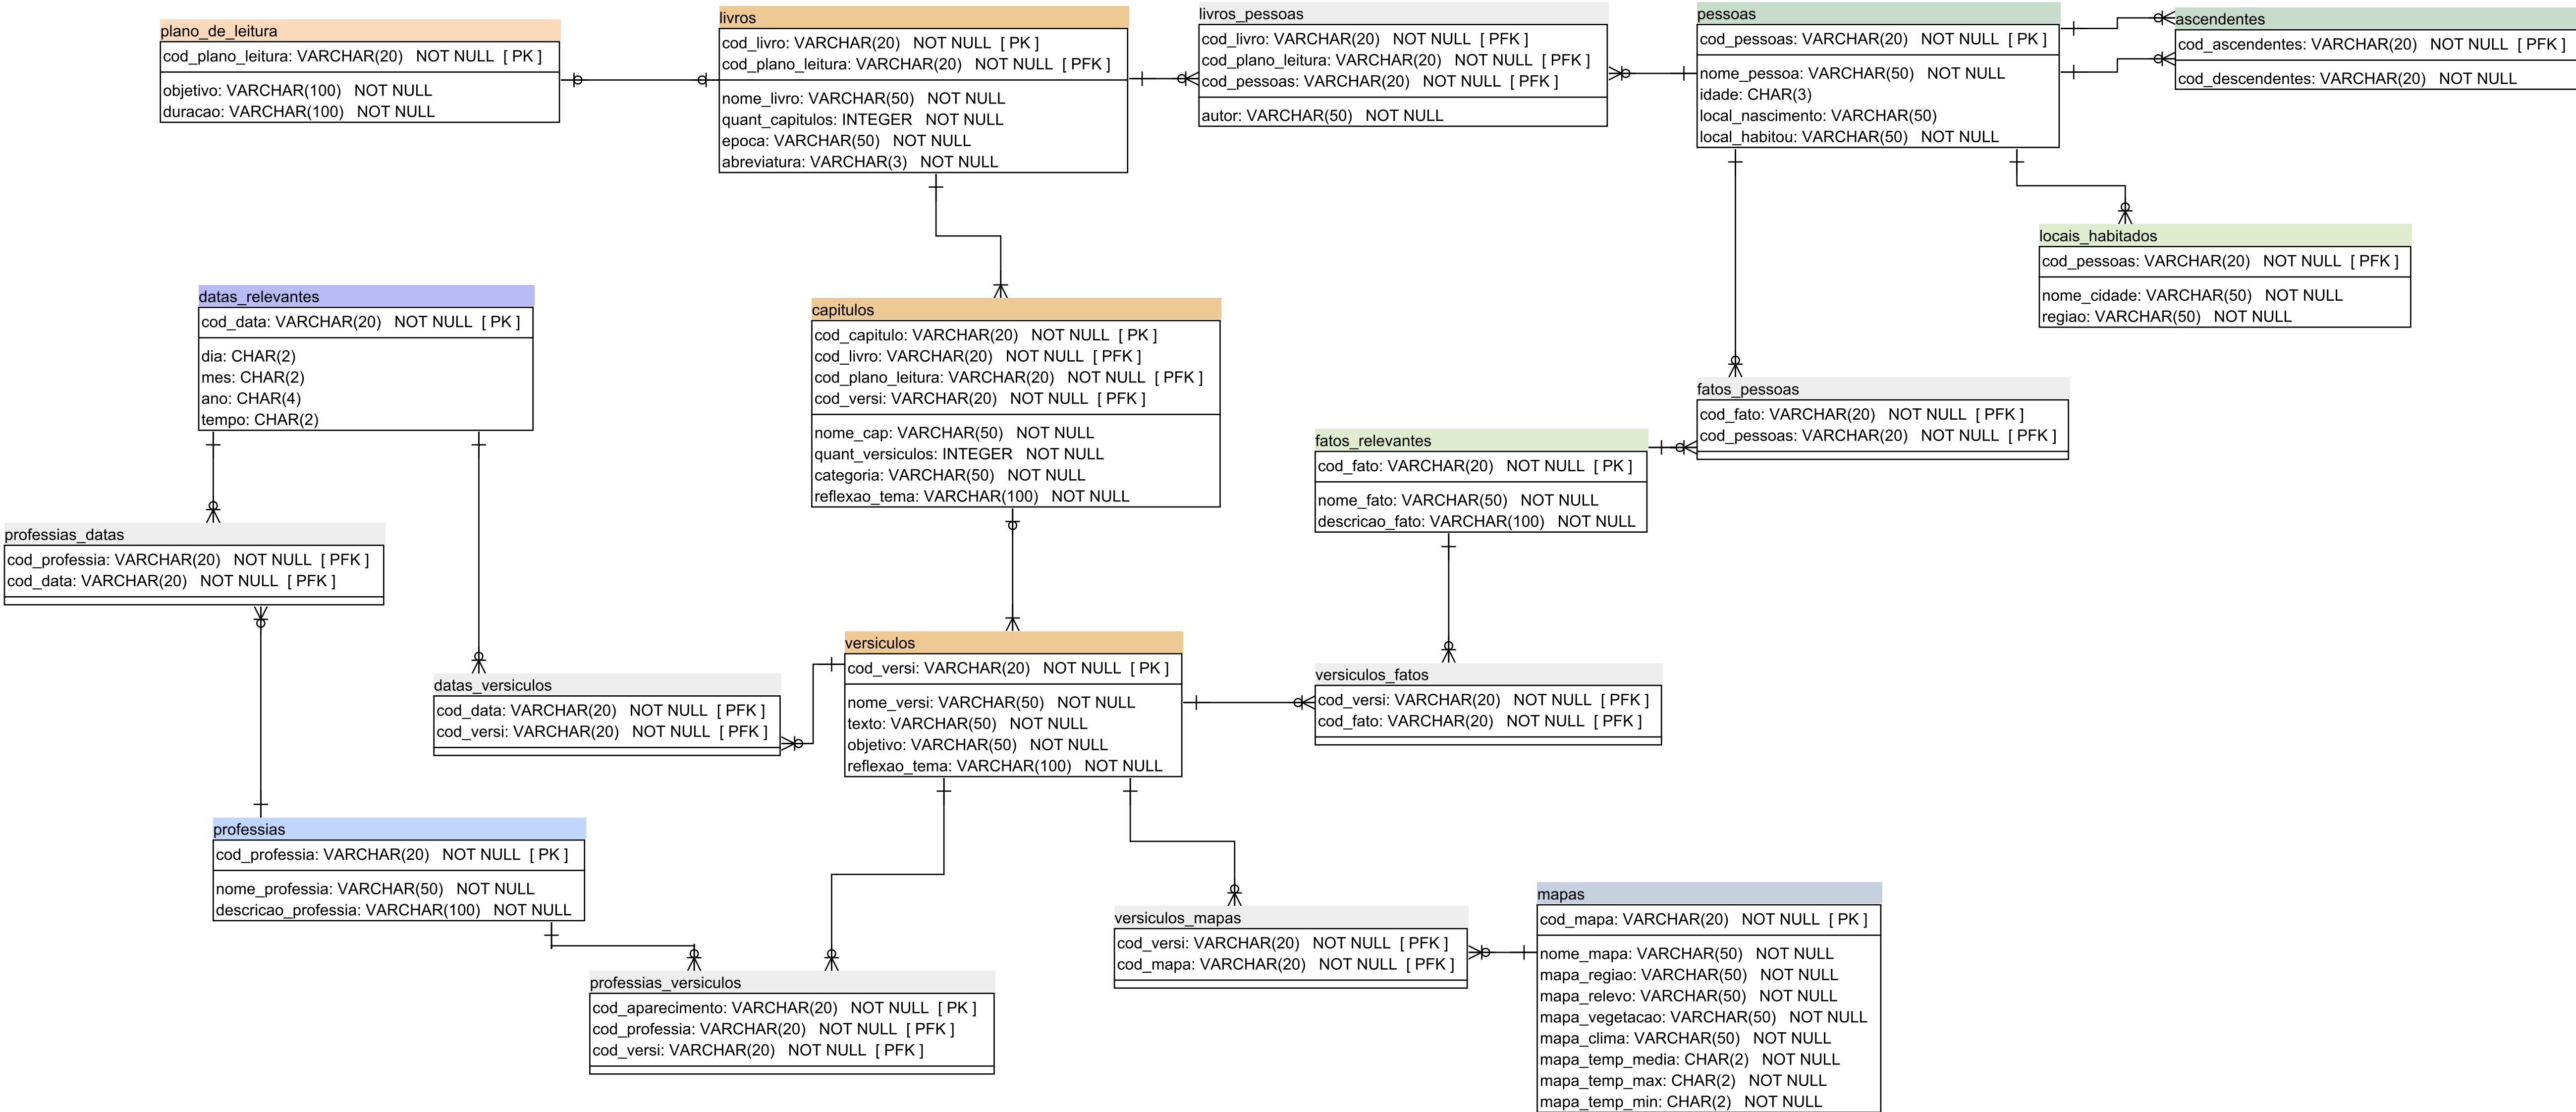 plano_de_leitura
cod_plano_leitura: VARCHAR(20) NOT NULL [ PK ]
objetivo: VARCHAR(100) NOT NULL
duracao: VARCHAR(100) NOT NULL
livros
cod_livro: VARCHAR(20) NOT NULL [ PK ]
cod_plano_leitura: VARCHAR(20) NOT NULL [ PFK ]
nome_livro: VARCHAR(50) NOT NULL
quant_capitulos: INTEGER NOT NULL
epoca: VARCHAR(50) NOT NULL
abreviatura: VARCHAR(3) NOT NULL
livros_pessoas
cod_livro: VARCHAR(20) NOT NULL [ PFK ]
cod_plano_leitura: VARCHAR(20) NOT NULL [ PFK ]
cod_pessoas: VARCHAR(20) NOT NULL [ PFK ]
autor: VARCHAR(50) NOT NULL
pessoas
cod_pessoas: VARCHAR(20) NOT NULL [ PK ]
nome_pessoa: VARCHAR(50) NOT NULL
idade: CHAR(3)
local_nascimento: VARCHAR(50)
local_habitou: VARCHAR(50) NOT NULL
ascendentes
cod_ascendentes: VARCHAR(20) NOT NULL [ PFK ]
cod_descendentes: VARCHAR(20) NOT NULL
locais_habitados
cod_pessoas: VARCHAR(20) NOT NULL [ PFK ]
nome_cidade: VARCHAR(50) NOT NULL
regiao: VARCHAR(50) NOT NULL
datas_relevantes
cod_data: VARCHAR(20) NOT NULL [ PK ]
dia: CHAR(2)
mes: CHAR(2)
ano: CHAR(4)
tempo: CHAR(2)
capitulos
cod_capitulo: VARCHAR(20) NOT NULL [ PK ]
cod_livro: VARCHAR(20) NOT NULL [ PFK ]
cod_plano_leitura: VARCHAR(20) NOT NULL [ PFK ]
cod_versi: VARCHAR(20) NOT NULL [ PFK ]
nome_cap: VARCHAR(50) NOT NULL
quant_versiculos: INTEGER NOT NULL
categoria: VARCHAR(50) NOT NULL
reflexao_tema: VARCHAR(100) NOT NULL
fatos_pessoas
cod_fato: VARCHAR(20) NOT NULL [ PFK ]
cod_pessoas: VARCHAR(20) NOT NULL [ PFK ]
fatos_relevantes
cod_fato: VARCHAR(20) NOT NULL [ PK ]
nome_fato: VARCHAR(50) NOT NULL
descricao_fato: VARCHAR(100) NOT NULL
professias_datas
cod_professia: VARCHAR(20) NOT NULL [ PFK ]
cod_data: VARCHAR(20) NOT NULL [ PFK ]
datas_versiculos
cod_data: VARCHAR(20) NOT NULL [ PFK ]
cod_versi: VARCHAR(20) NOT NULL [ PFK ]
versiculos
cod_versi: VARCHAR(20) NOT NULL [ PK ]
nome_versi: VARCHAR(50) NOT NULL
texto: VARCHAR(50) NOT NULL
objetivo: VARCHAR(50) NOT NULL
reflexao_tema: VARCHAR(100) NOT NULL
versiculos_fatos
cod_versi: VARCHAR(20) NOT NULL [ PFK ]
cod_fato: VARCHAR(20) NOT NULL [ PFK ]
professias
cod_professia: VARCHAR(20) NOT NULL [ PK ]
nome_professia: VARCHAR(50) NOT NULL
descricao_professia: VARCHAR(100) NOT NULL
versiculos_mapas
cod_versi: VARCHAR(20) NOT NULL [ PFK ]
cod_mapa: VARCHAR(20) NOT NULL [ PFK ]
mapas
cod_mapa: VARCHAR(20) NOT NULL [ PK ]
nome_mapa: VARCHAR(50) NOT NULL
mapa_regiao: VARCHAR(50) NOT NULL
mapa_relevo: VARCHAR(50) NOT NULL
mapa_vegetacao: VARCHAR(50) NOT NULL
mapa_clima: VARCHAR(50) NOT NULL
mapa_temp_media: CHAR(2) NOT NULL
mapa_temp_max: CHAR(2) NOT NULL
mapa_temp_min: CHAR(2) NOT NULL
professias_versiculos
cod_aparecimento: VARCHAR(20) NOT NULL [ PK ]
cod_professia: VARCHAR(20) NOT NULL [ PFK ]
cod_versi: VARCHAR(20) NOT NULL [ PFK ]